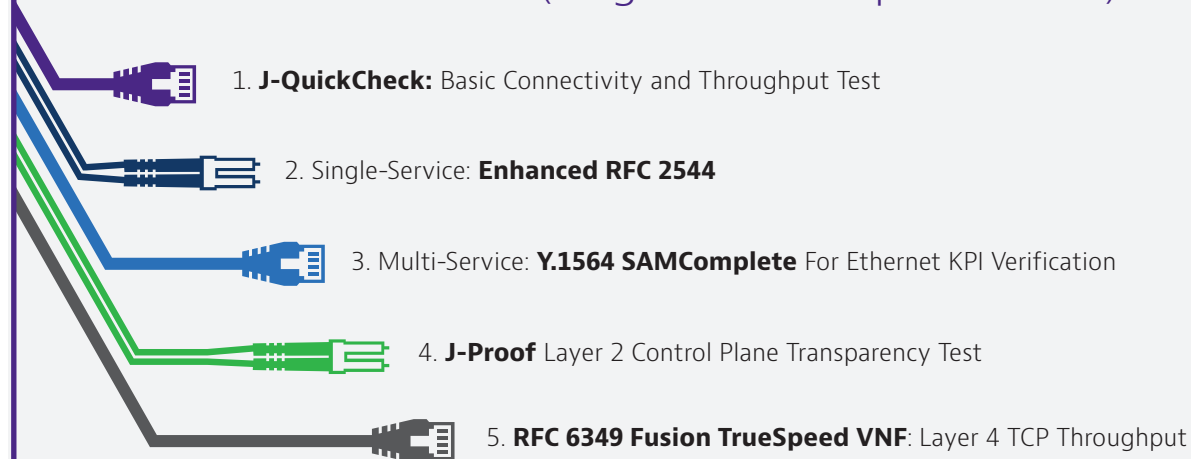 1. J-QuickCheck: Basic Connectivity and Throughput Test
2. Single-Service: Enhanced RFC 2544
3. Multi-Service: Y.1564 SAMComplete For Ethernet KPI Verification
4. J-Proof Layer 2 Control Plane Transparency Test
5. RFC 6349 Fusion TrueSpeed VNF: Layer 4 TCP Throughput